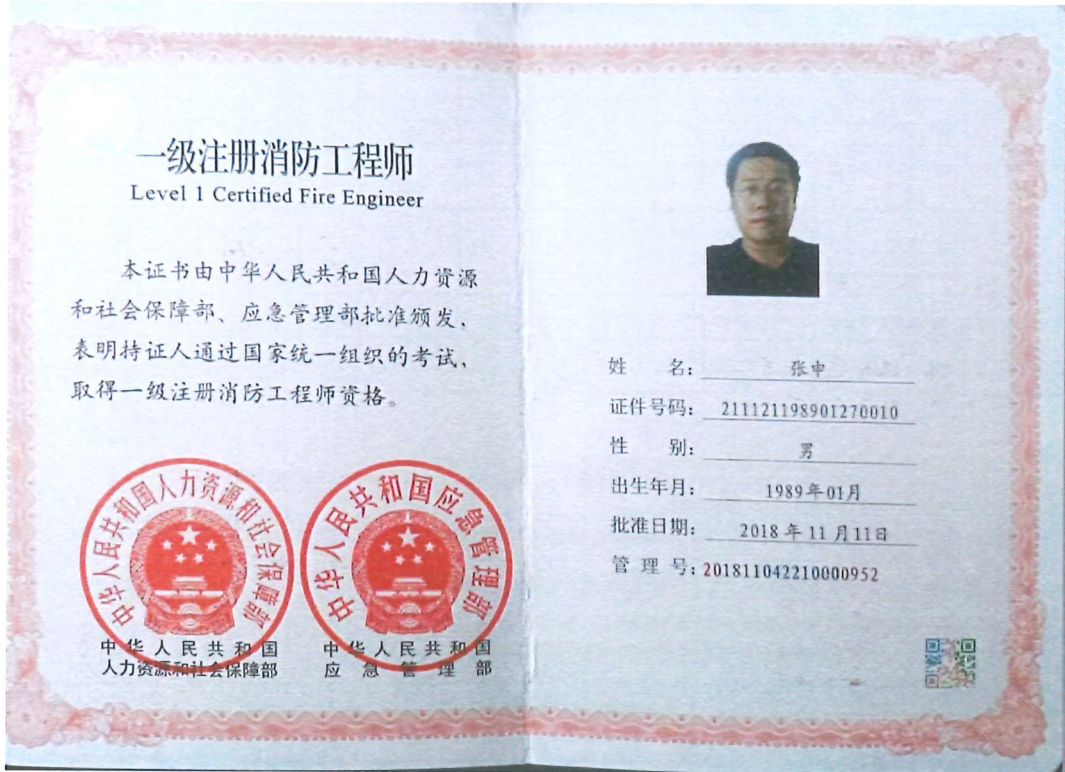 一级注册消防工程师
Level 1 Certified Fire Engineer
本证书由中华人民共和国人力资源
和社会保障部、应急管理部批准颁发,
表明持证人通过国家统一组织的考试,
取得一级注册消防工程师资格。
中华人民共和国人力资源和社会保障部
中华人民共和国应急管理部
中华人民共和国
人力资源和社会保障部
中华人民共和国
应急管理部
姓 名: 张申
证件号码: 211121198901270010
性 别: 男
出生年月: 1989年01月
批准日期: 2018年11月11日
管 理 号: 201811042210000952